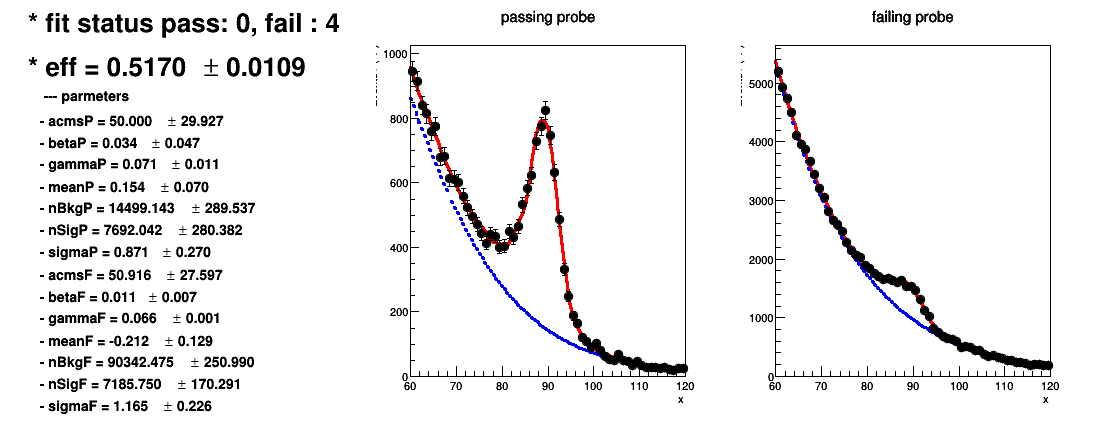 * fit status pass: 0, fail : 4
* eff = 0.5170 ± 0.0109
--- parmeters
- acmsP = 50.000 ± 29.927
- betaP = 0.034 ± 0.047
- gammaP = 0.071 ± 0.011
- meanP = 0.154 ± 0.070
- nBkgP = 14499.143 ± 289.537
- nSigP = 7692.042 ± 280.382
- sigmaP = 0.871 ± 0.270
- acmsF = 50.916 ± 27.597
- betaF = 0.011 ± 0.007
- gammaF = 0.066 ± 0.001
- meanF = -0.212 ± 0.129
- nBkgF = 90342.475 ± 250.990
- nSigF = 7185.750 ± 170.291
- sigmaF = 1.165 ± 0.226
passing probe
1000
800
600
400
200
0
60 70 80 90 100 110 120
x
failing probe
5000
4000
3000
2000
1000
0
60 70 80 90 100 110 120
x